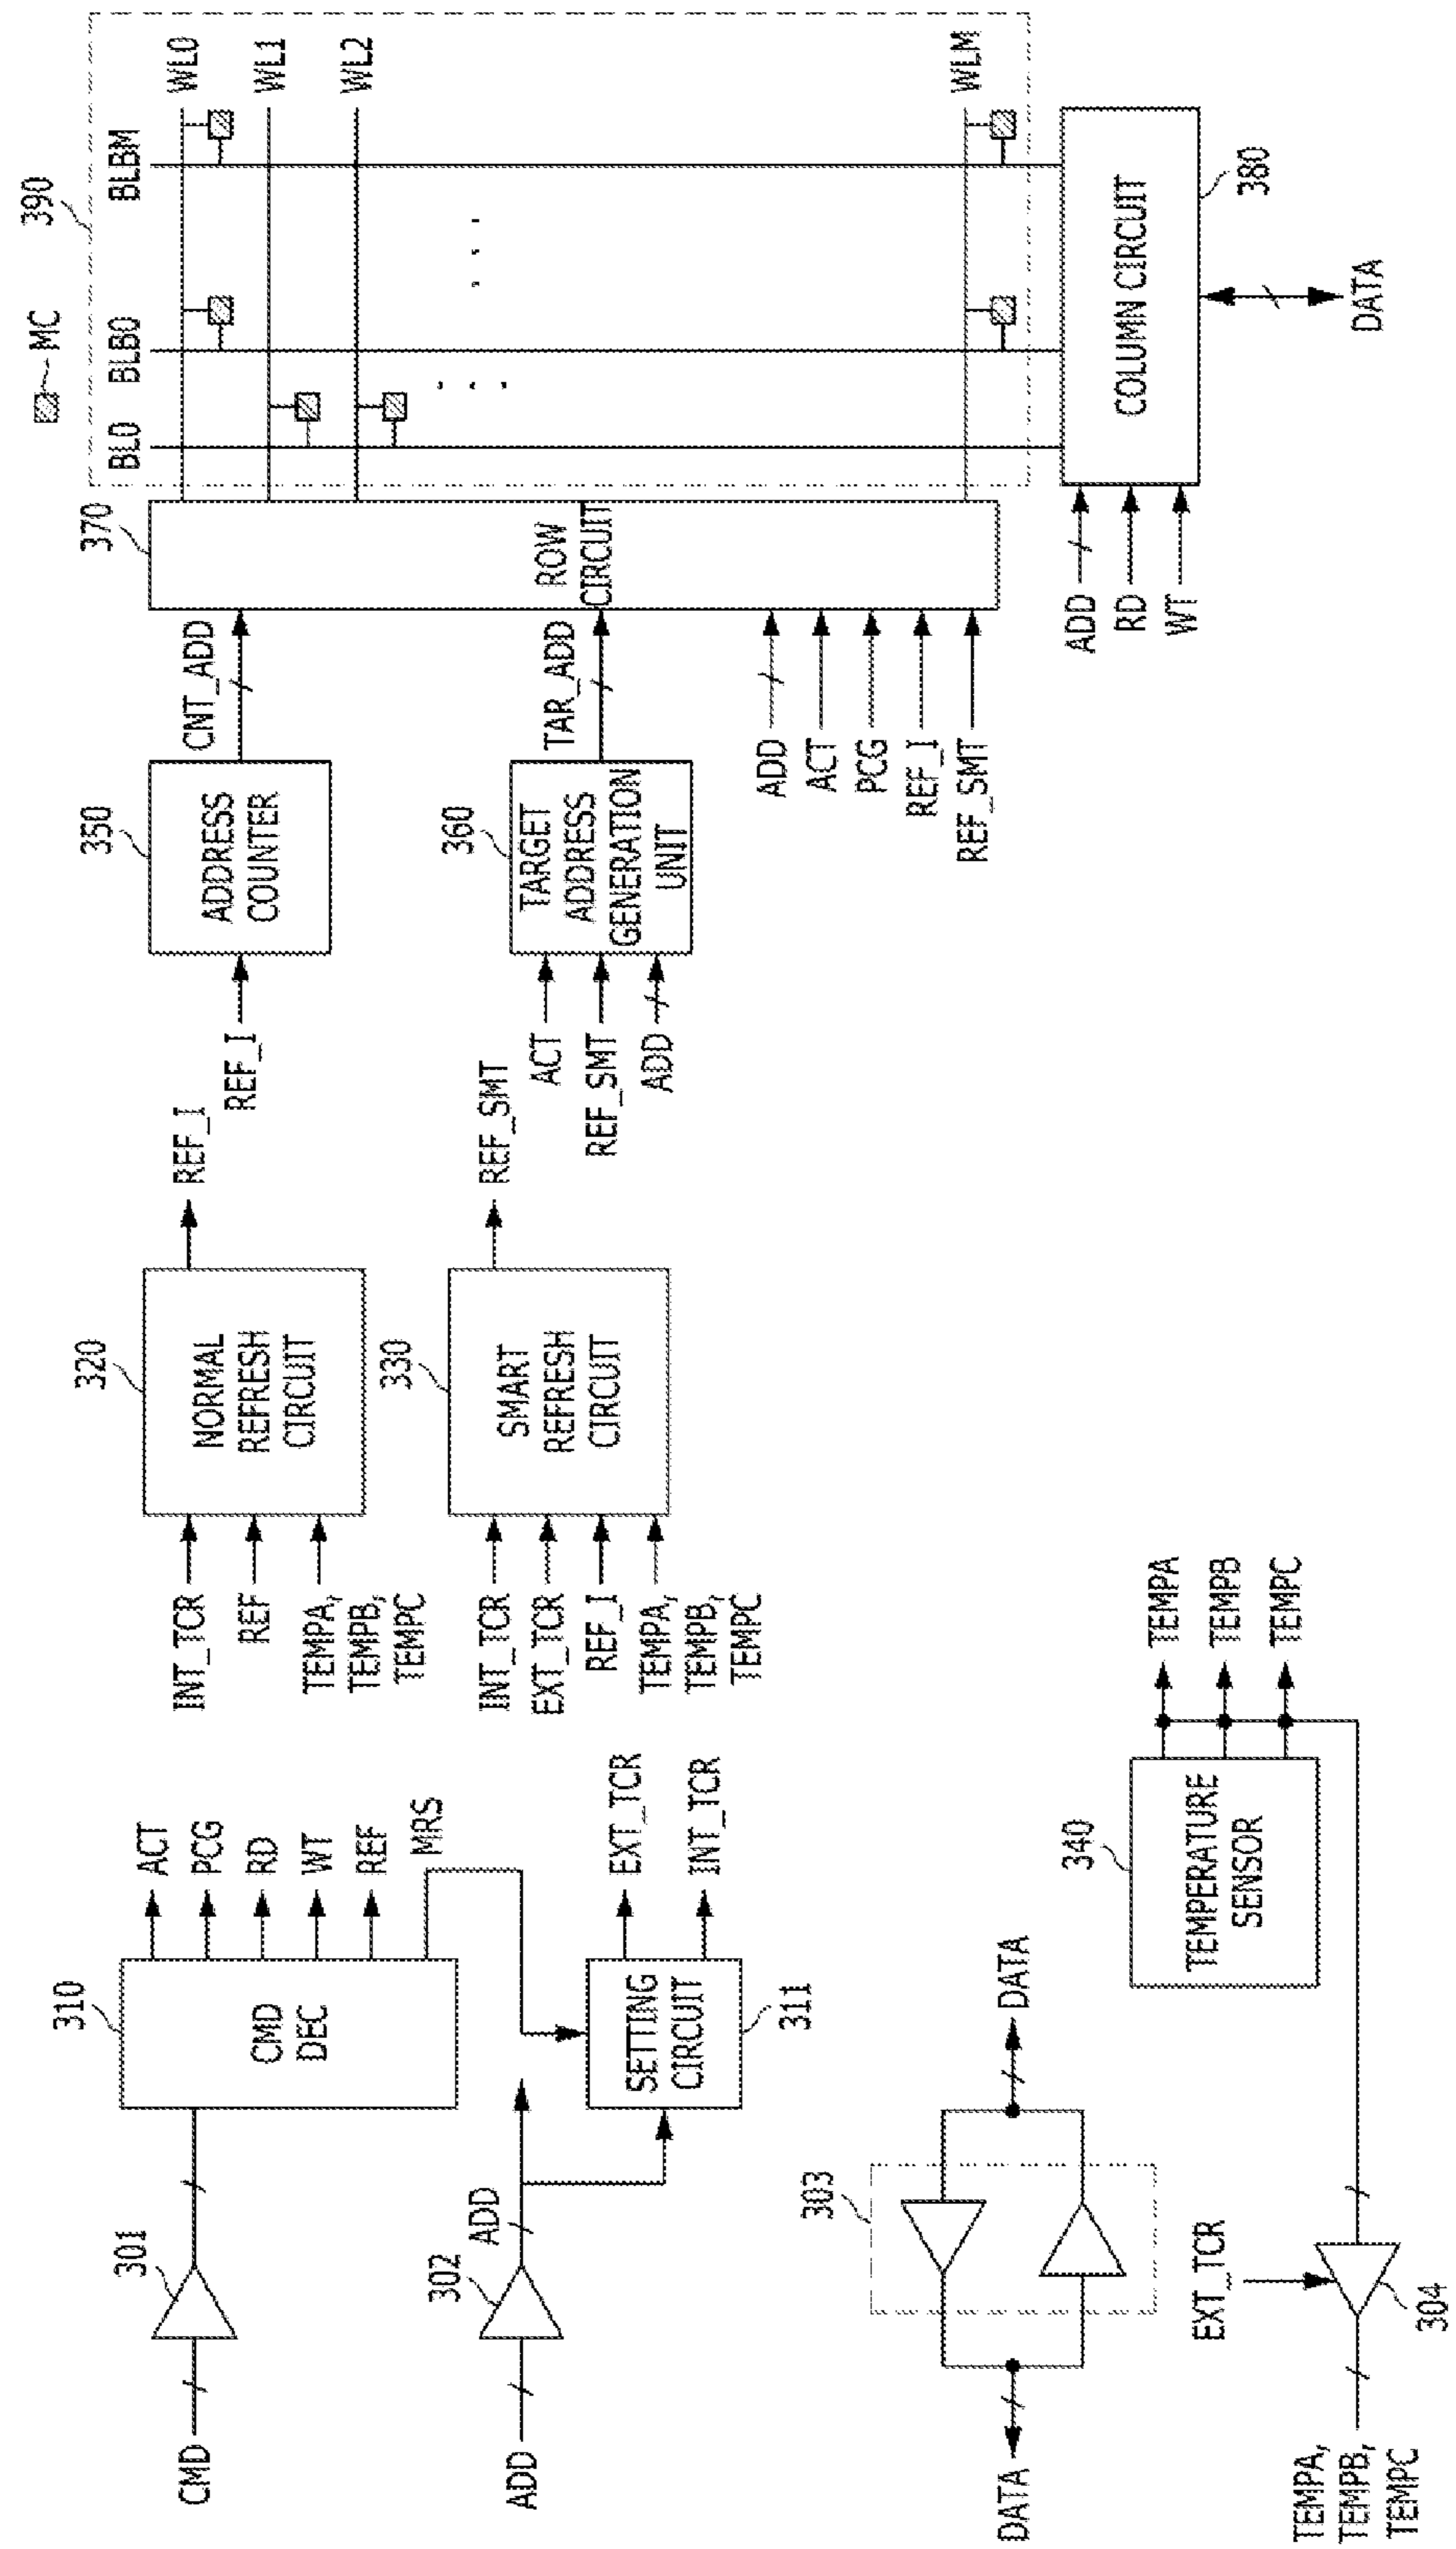 CMD
301
310
CMD
DEC
ACT
PCG
RD
WT
REF
MRS
ADD
302
ADD
SETTING
CIRCUIT
311
EXT_TCR
INT_TCR
DATA
303
DATA
TEMPA,
TEMPB,
TEMPC
EXT_TCR
304
340
TEMPERATURE
SENSOR
TEMPA
TEMPB
TEMPC
INT_TCR
REF
TEMPA,
TEMPB,
TEMPC
320
NORMAL
REFRESH
CIRCUIT
REF_I
INT_TCR
EXT_TCR
REF_I
TEMPA,
TEMPB,
TEMPC
330
SMART
REFRESH
CIRCUIT
REF_SMT
REF_I
350
ADDRESS
COUNTER
CNT_ADD
ACT
REF_SMT
ADD
360
TARGET
ADDRESS
GENERATION
UNIT
TAR_ADD
ADD
ACT
PCG
REF_I
REF_SMT
370
ROW
CIRCUIT
MC
390
BL0
BLB0
BLBM
WL0
WL1
WL2
WLM
ADD
RD
WT
COLUMN CIRCUIT
380
DATA